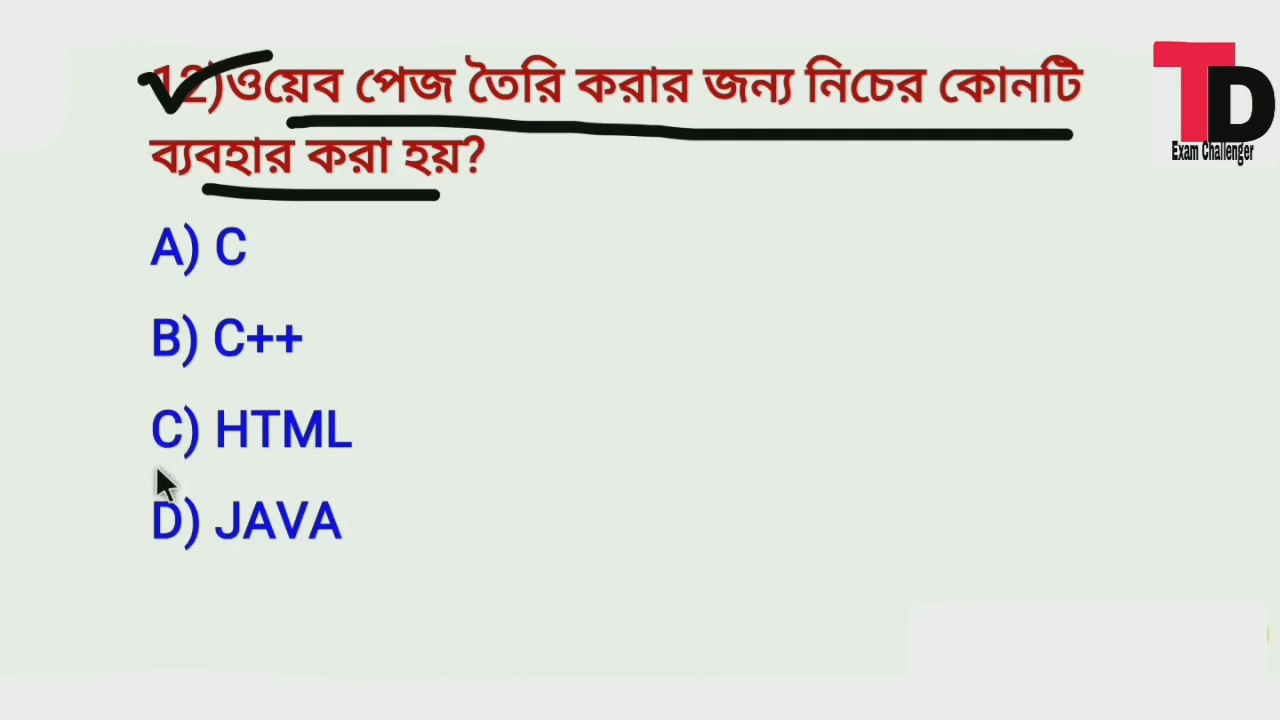 12)ওয়েব পেজ তৈরি করার জন্য নিচের কোনটি
ব্যবহার করা হয়?
A) C
B) C++
C) HTML
D) JAVA
TD
Exam Challenger